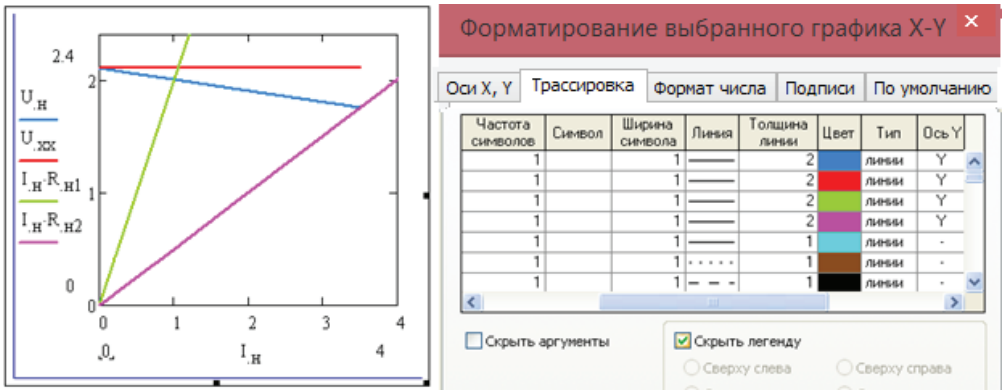 2.4
2
1
0
0
U.н
U.xx
I.н·R.н1
I.н·R.н2
0 1 2 3 4
0 I.н 4
Форматирование выбранного графика X-Y
Оси X, Y Трассировка Формат числа Подписи По умолчанию
Частота символов Символ Ширина символа Линия Толщина линии Цвет Тип Ось Y
1 1 2 линии Y
1 1 2 линии Y
1 1 2 линии Y
1 1 2 линии Y
1 1 1 линии -
1 1 1 линии -
1 1 1 линии -
Скрыть аргументы Скрыть легенду
Сверху слева Сверху справа